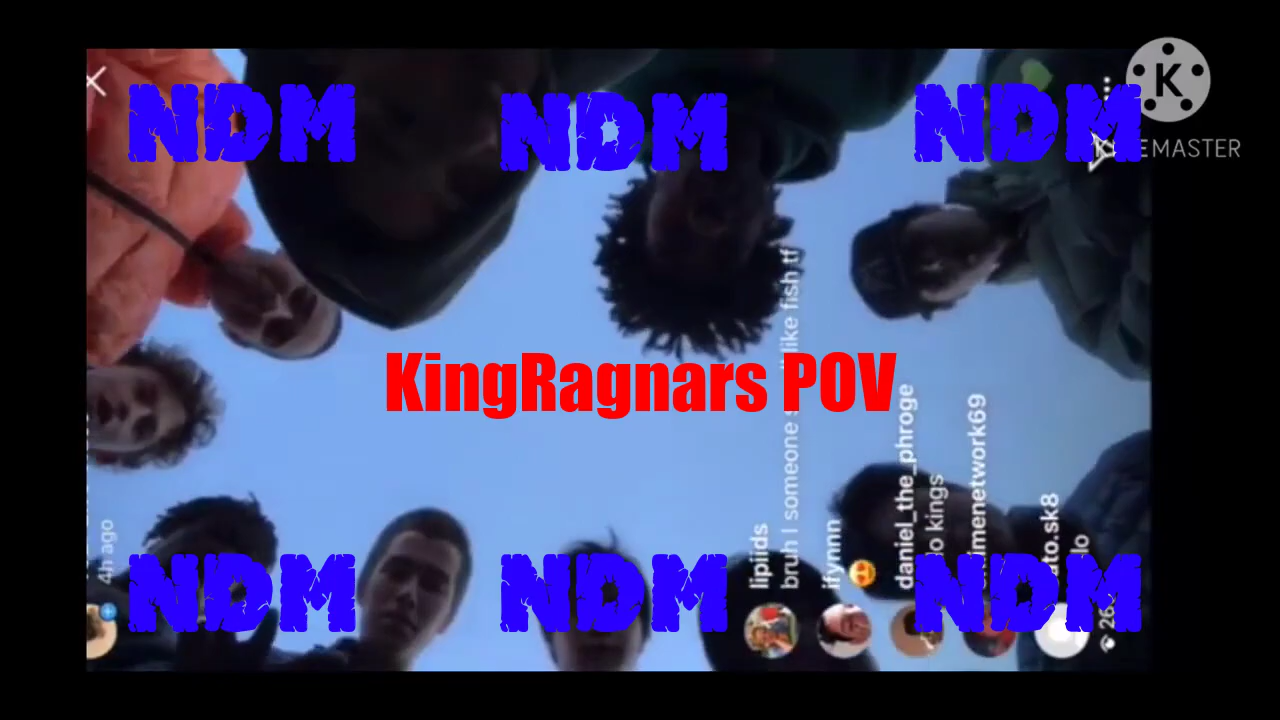 NDM
NDM
NDM
K
KINEMASTER
KingRagnars POV
NDM
NDM
NDM
4h ago
lipiids
bruh I someone like fish tf
ifynnn
daniel_the_phroge
kings
.sk8